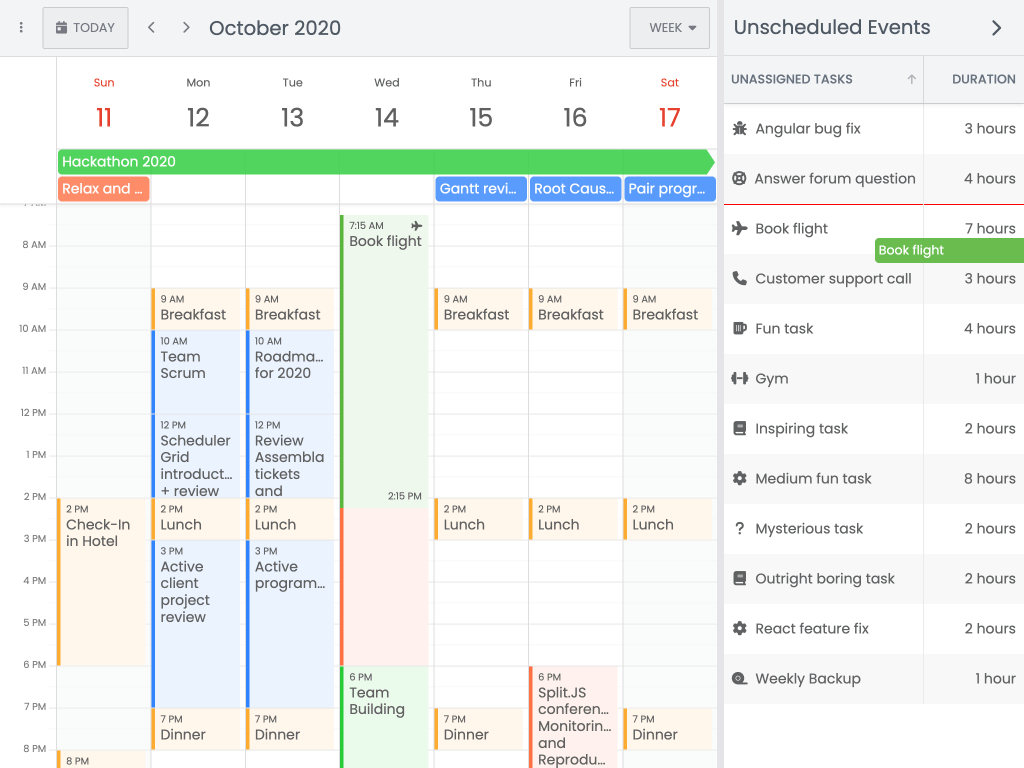 TODAY
October 2020
WEEK
Sun
Mon
Tue
Wed
Thu
Fri
Sat
11
12
13
14
15
16
17
Hackathon 2020
Relax and ...
Gantt revi...
Root Caus...
Pair progr...
8 AM
9 AM
10 AM
11 AM
12 PM
1 PM
2 PM
3 PM
4 PM
5 PM
6 PM
7 PM
8 PM
2 PM
Check-In
in Hotel
8 PM
9 AM
Breakfast
10 AM
Team
Scrum
12 PM
Scheduler
Grid
introduct...
+ review
2 PM
Lunch
3 PM
Active
client
project
review
7 PM
Dinner
9 AM
Breakfast
10 AM
Roadma...
for 2020
12 PM
Review
Assembla
tickets
and
2 PM
Lunch
3 PM
Active
program...
7 PM
Dinner
7:15 AM
Book flight
2:15 PM
6 PM
Team
Building
9 AM
Breakfast
2 PM
Lunch
7 PM
Dinner
9 AM
Breakfast
2 PM
Lunch
6 PM
Split.JS
conferen...
Monitorin...
and
Reprodu...
9 AM
Breakfast
2 PM
Lunch
7 PM
Dinner
Unscheduled Events
UNASSIGNED TASKS DURATION
Angular bug fix 3 hours
Answer forum question 4 hours
Book flight 7 hours
Book flight
Customer support call 3 hours
Fun task 4 hours
Gym 1 hour
Inspiring task 2 hours
Medium fun task 8 hours
Mysterious task 2 hours
Outright boring task 2 hours
React feature fix 2 hours
Weekly Backup 1 hour